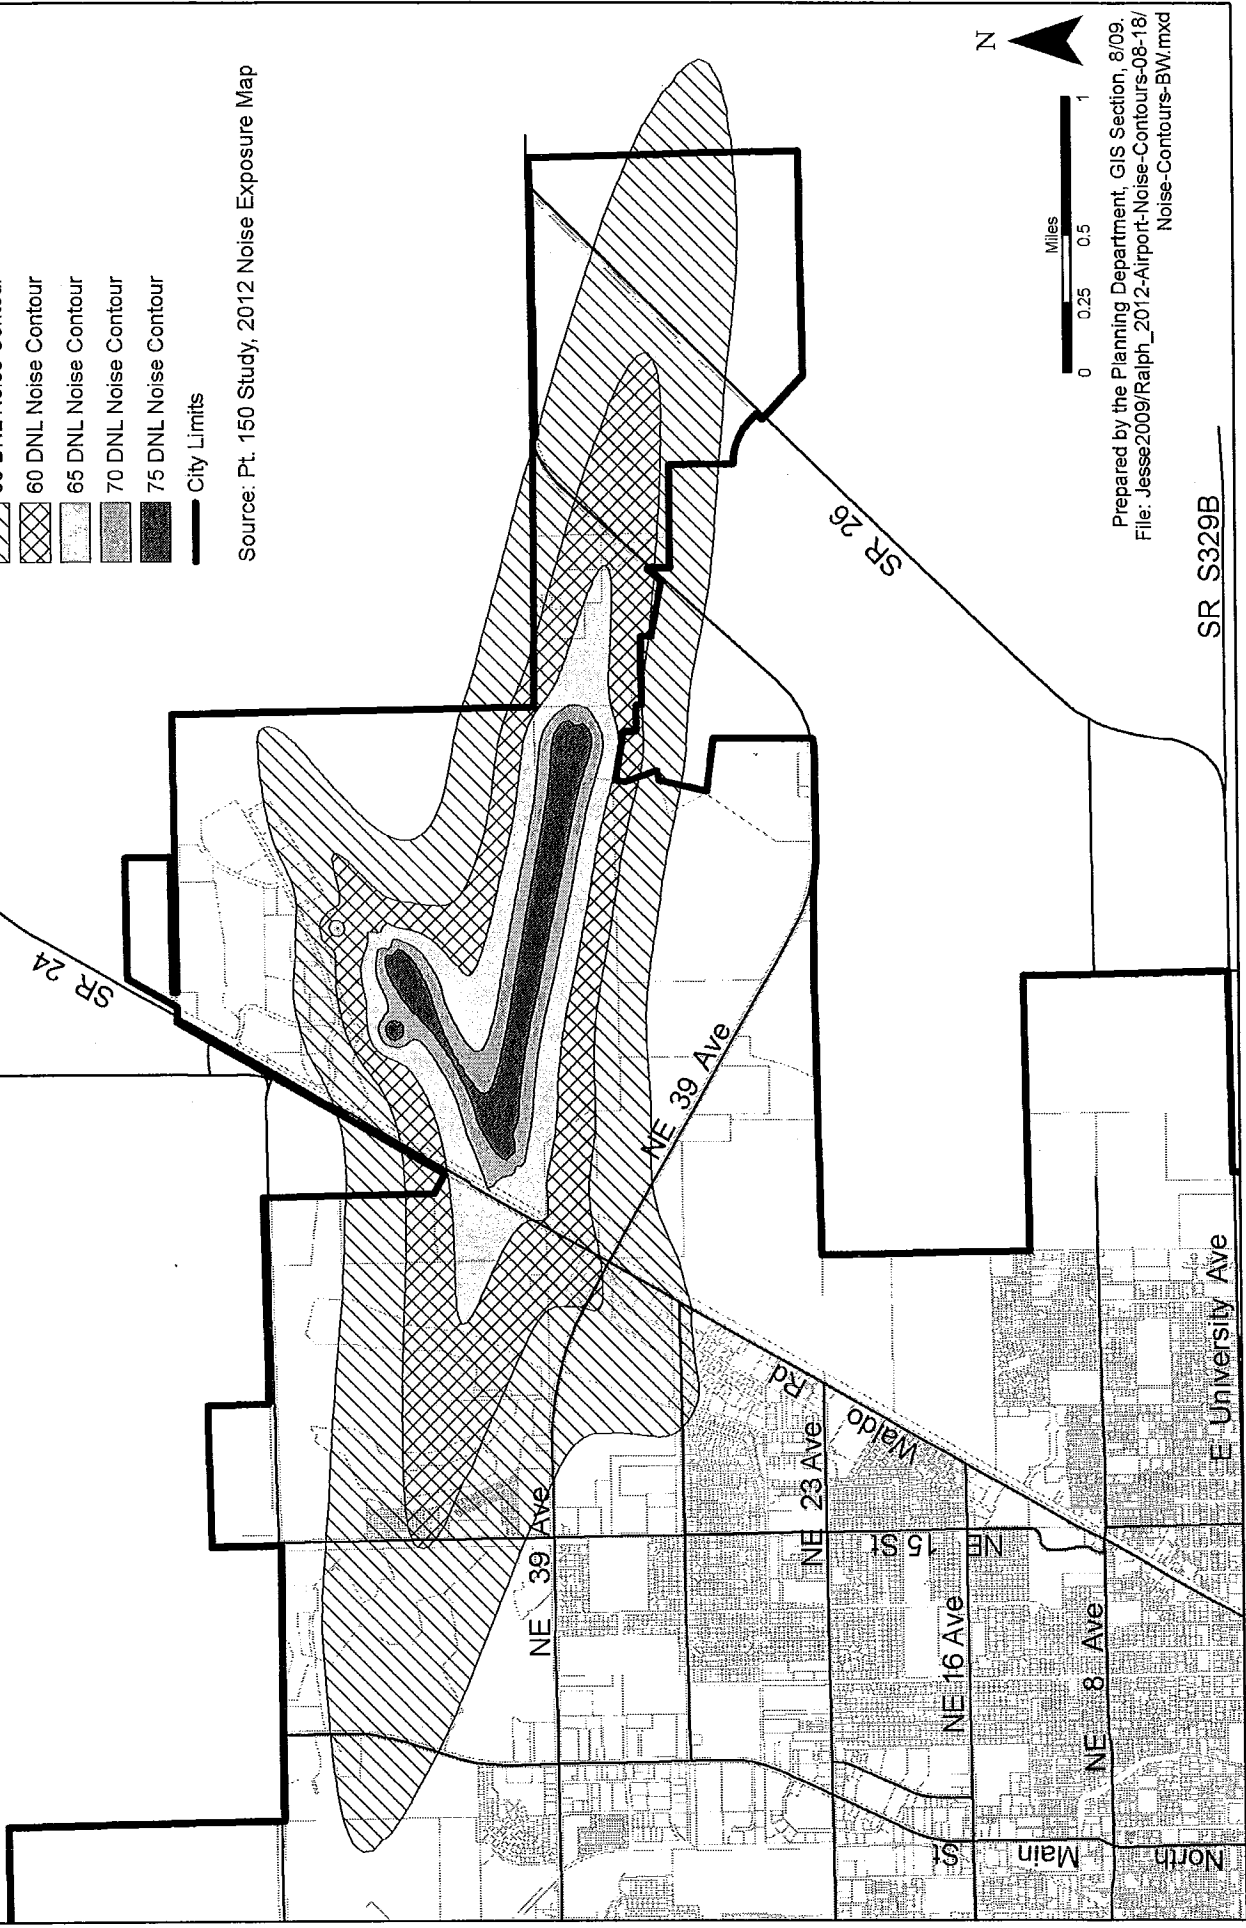 60 DNL Noise Contour
65 DNL Noise Contour
70 DNL Noise Contour
75 DNL Noise Contour
City Limits
Source: Pt. 150 Study, 2012 Noise Exposure Map
SR 24
NE 39 Ave
NE 39 Ave
SR 26
SR S329B
Waldo Rd
NE 23 Ave
NE 15 St
NE 16 Ave
NE 8 Ave
E University Ave
North Main St
N
Miles
0 0.25 0.5 1
Prepared by the Planning Department, GIS Section, 8/09.
File: Jesse2009/Ralph_2012-Airport-Noise-Contours-08-18/
Noise-Contours-BW.mxd